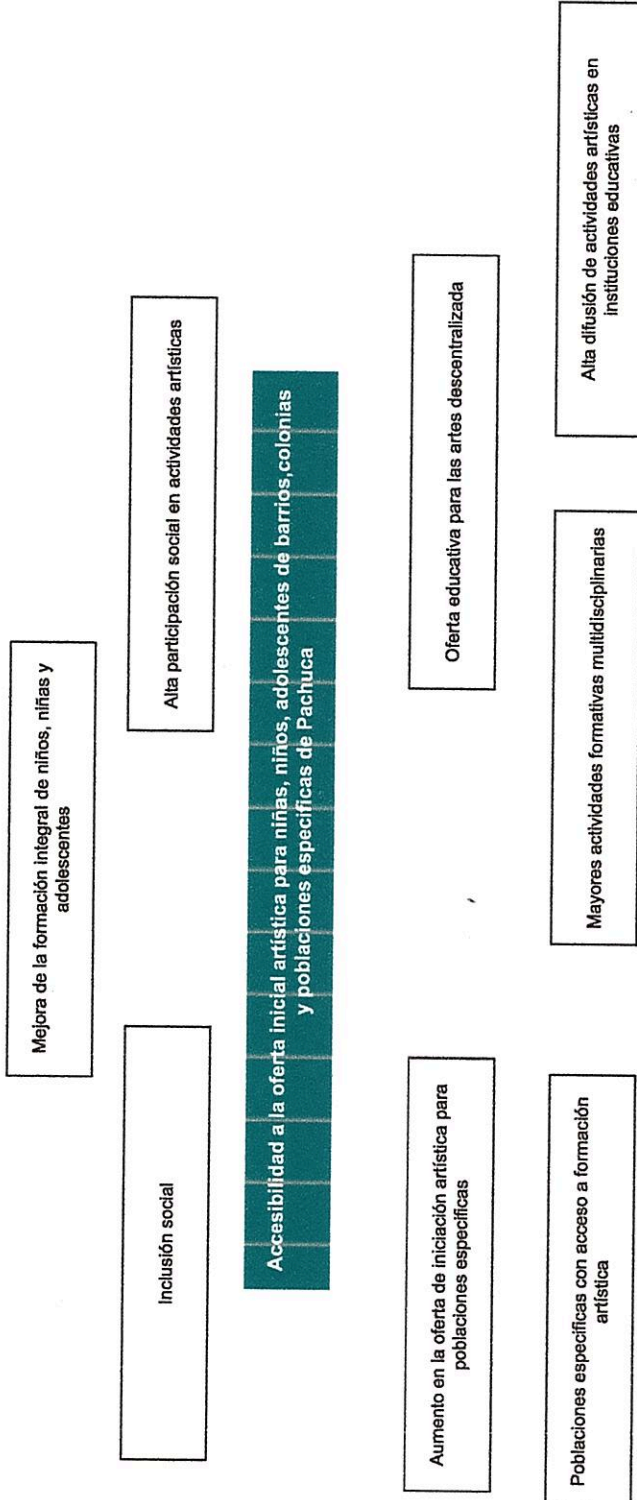 Mejora de la formación integral de niños, niñas y
adolescentes
Inclusión social
Alta participación social en actividades artísticas
Accesibilidad a la oferta inicial artística para niñas, niños, adolescentes de barrios,colonias
y poblaciones específicas de Pachuca
Aumento en la oferta de iniciación artística para
poblaciones específicas
Oferta educativa para las artes descentralizada
Poblaciones específicas con acceso a formación
artística
Mayores actividades formativas multidisciplinarias
Alta difusión de actividades artísticas en
instituciones educativas